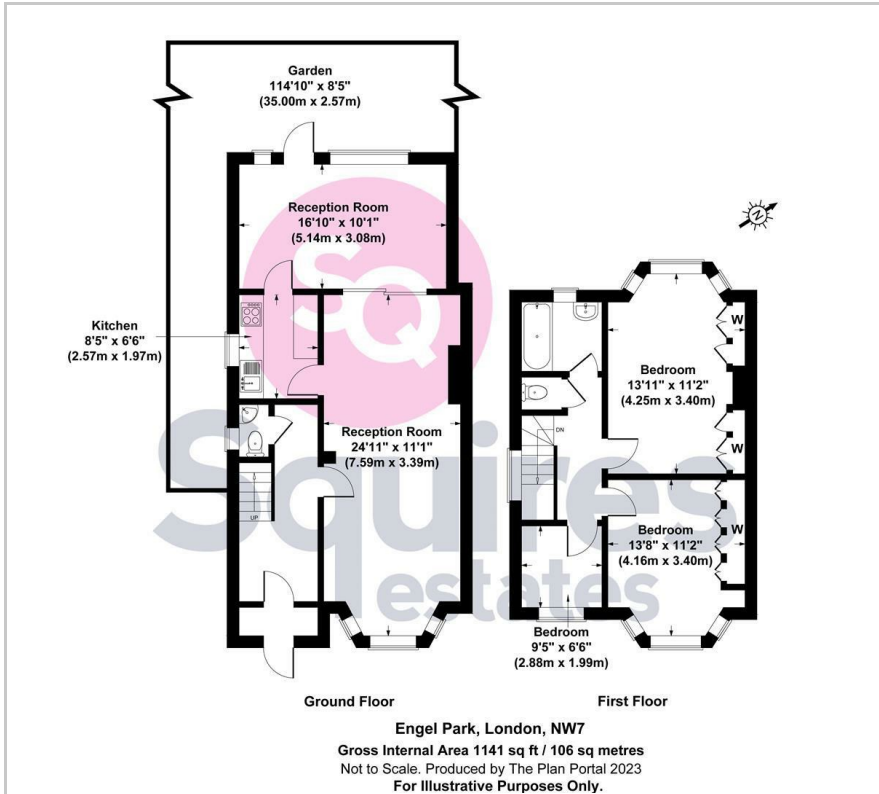 Garden
114'10" x 8'5"
(35.00m x 2.57m)
Reception Room
16'10" x 10'1"
(5.14m x 3.08m)
SQ
Kitchen
8'5" x 6'6"
(2.57m x 1.97m)
Reception Room
24'11" x 11'1"
(7.59m x 3.39m)
UP
Squires
estates
N
W
Bedroom
13'11" x 11'2"
(4.25m x 3.40m)
DN
W
Bedroom
13'8" x 11'2"
(4.16m x 3.40m)
W
Bedroom
9'5" x 6'6"
(2.88m x 1.99m)
Ground Floor
First Floor
Engel Park, London, NW7
Gross Internal Area 1141 sq ft / 106 sq metres
Not to Scale. Produced by The Plan Portal 2023
For Illustrative Purposes Only.